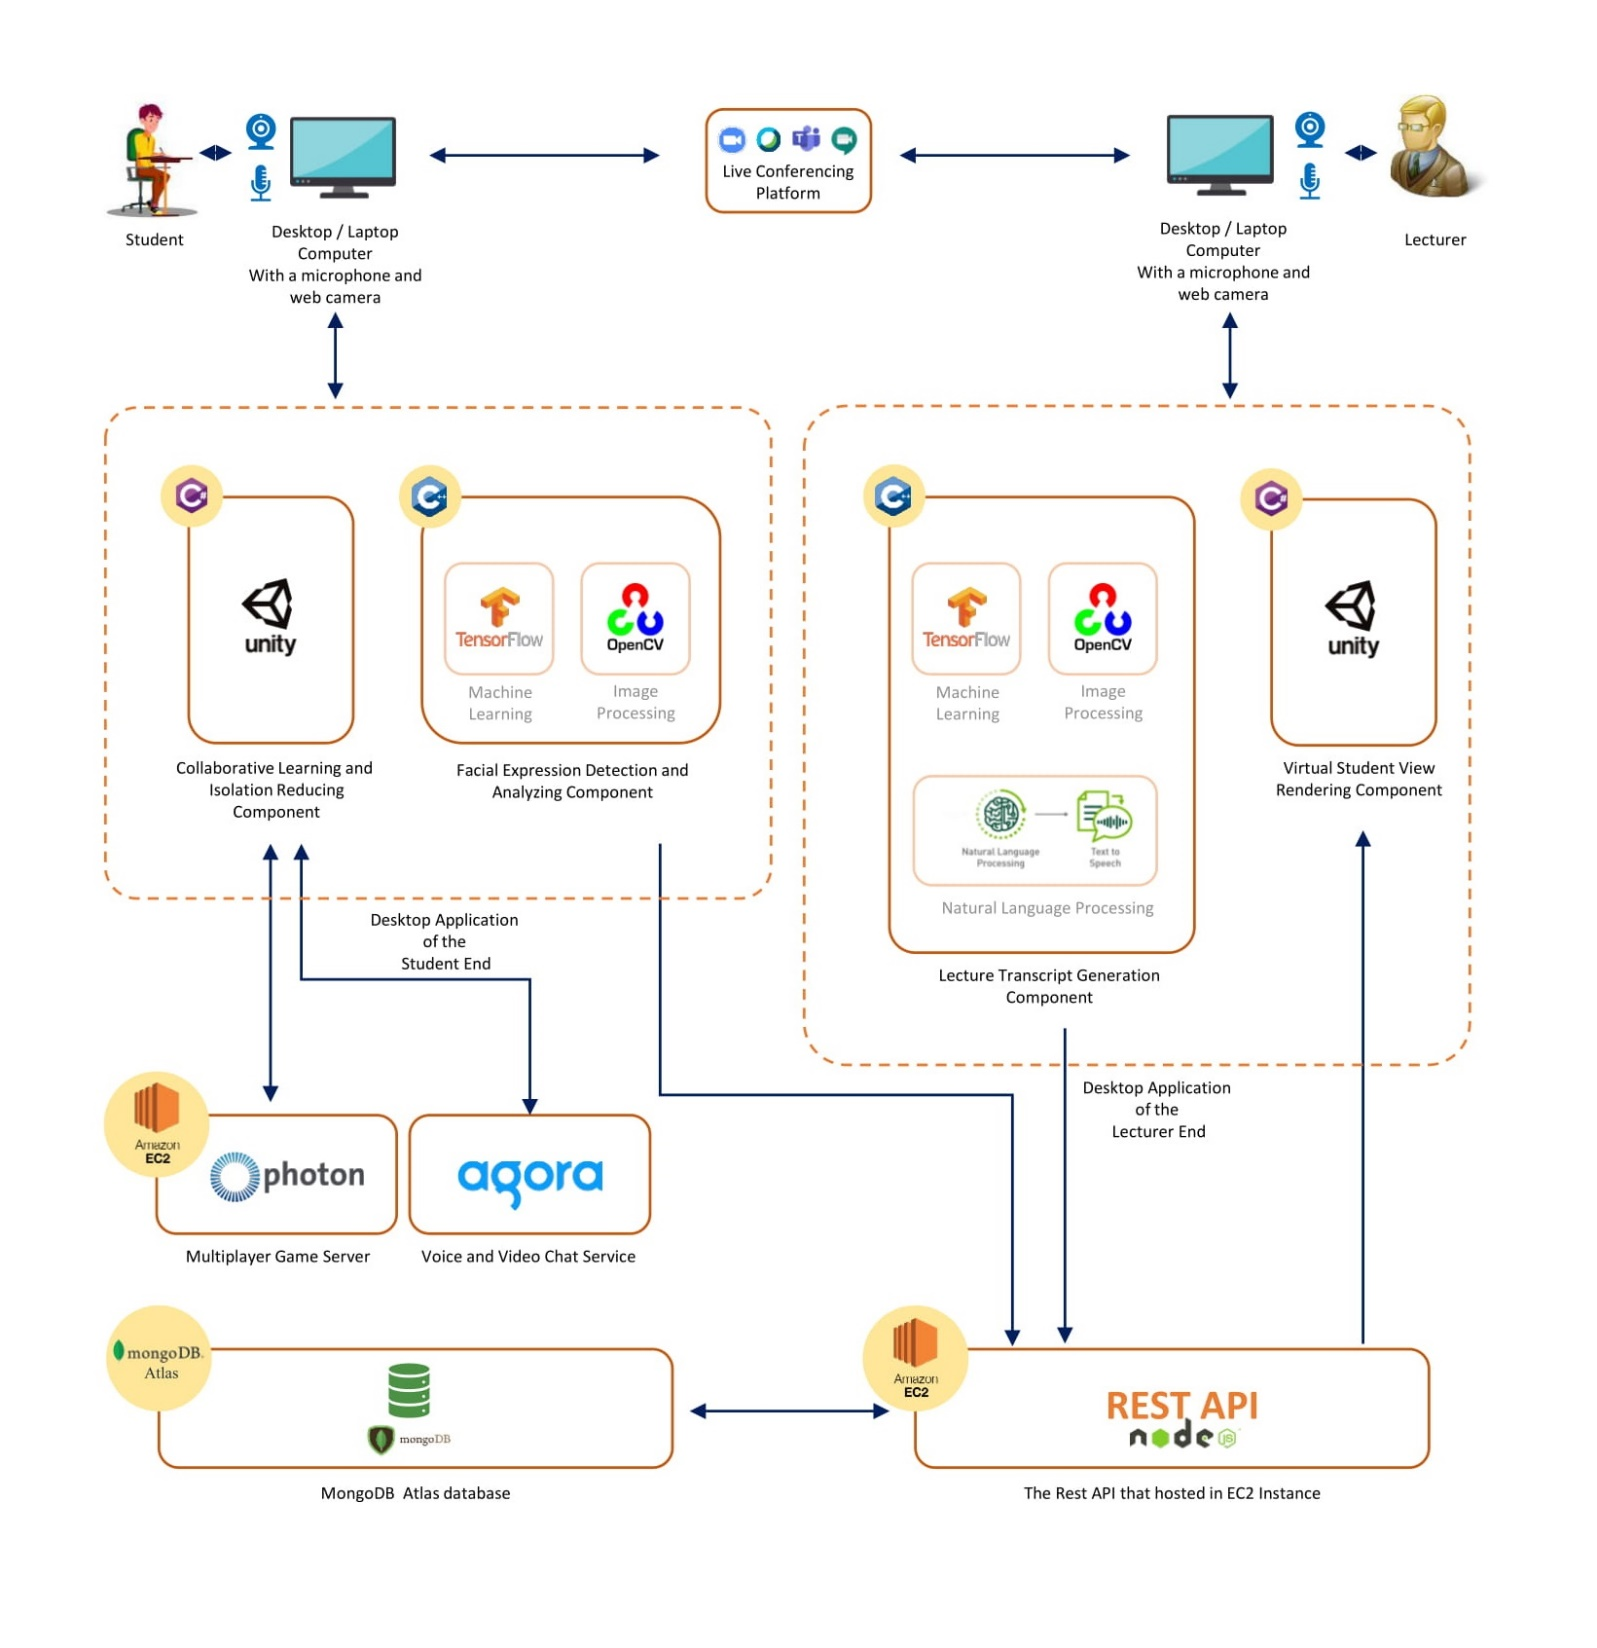 Live Conferencing
Platform
Student
Desktop / Laptop
Computer
With a microphone and
web camera
Desktop / Laptop
Computer
With a microphone and
web camera
Lecturer
C#
unity
Collaborative Learning and
Isolation Reducing
Component
C++
TensorFlow
Machine
Learning
OpenCV
Image
Processing
Facial Expression Detection and
Analyzing Component
Desktop Application
of the
Student End
C++
TensorFlow
Machine
Learning
OpenCV
Image
Processing
Natural Language
Processing
Text to
Speech
Natural Language Processing
Lecture Transcript Generation
Component
C#
unity
Virtual Student View
Rendering Component
Desktop Application
of the
Lecturer End
Amazon
EC2
photon
Multiplayer Game Server
agora
Voice and Video Chat Service
mongoDB.
Atlas
mongoDB
MongoDB Atlas database
Amazon
EC2
REST API
node
JS
The Rest API that hosted in EC2 Instance